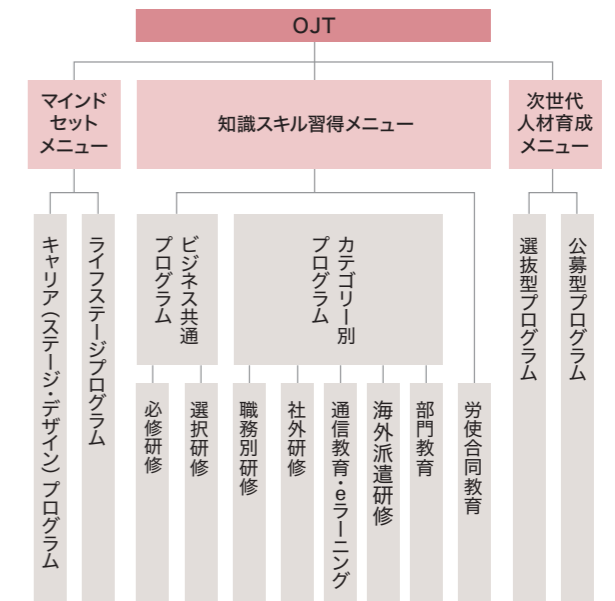 OJT
マインド
セット
メニュー
知識スキル習得メニュー
次世代
人材育成
メニュー
キャリア（ステージ・デザイン）プログラム
ライフステージプログラム
ビジネス共通
プログラム
カテゴリー別
プログラム
必修研修
選択研修
職務別研修
社外研修
通信教育・eラーニング
海外派遣研修
部門教育
労使合同教育
選抜型プログラム
公募型プログラム